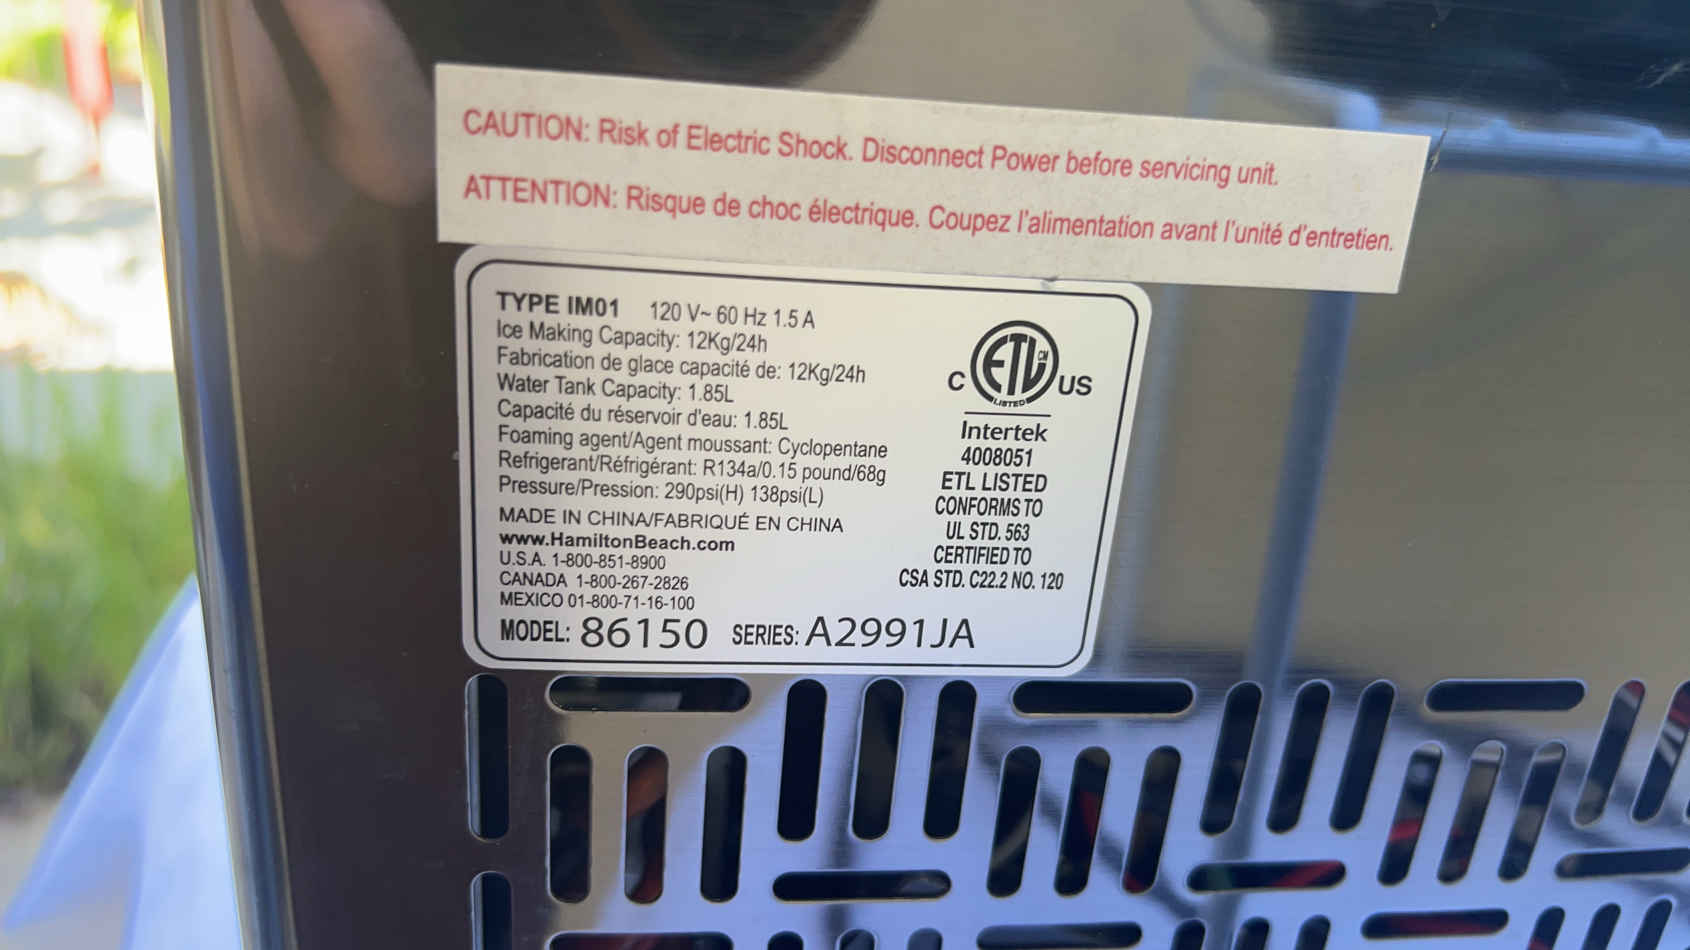 CAUTION: Risk of Electric Shock. Disconnect Power before servicing unit.
ATTENTION: Risque de choc électrique. Coupez l'alimentation avant l'unité d'entretien.
TYPE IM01 120 V~ 60 Hz 1.5 A
Ice Making Capacity: 12Kg/24h
Fabrication de glace capacité de: 12Kg/24h
Water Tank Capacity: 1.85L
Capacité du réservoir d'eau: 1.85L
Foaming agent/Agent moussant: Cyclopentane
Refrigerant/Réfrigérant: R134a/0.15 pound/68g
Pressure/Pression: 290psi(H) 138psi(L)
MADE IN CHINA/FABRIQUÉ EN CHINA
www.HamiltonBeach.com
U.S.A. 1-800-851-8900
CANADA 1-800-267-2826
MEXICO 01-800-71-16-100
MODEL: 86150 SERIES: A2991JA
C ETL CM US
LISTED
Intertek
4008051
ETL LISTED
CONFORMS TO
UL STD. 563
CERTIFIED TO
CSA STD. C22.2 NO. 120